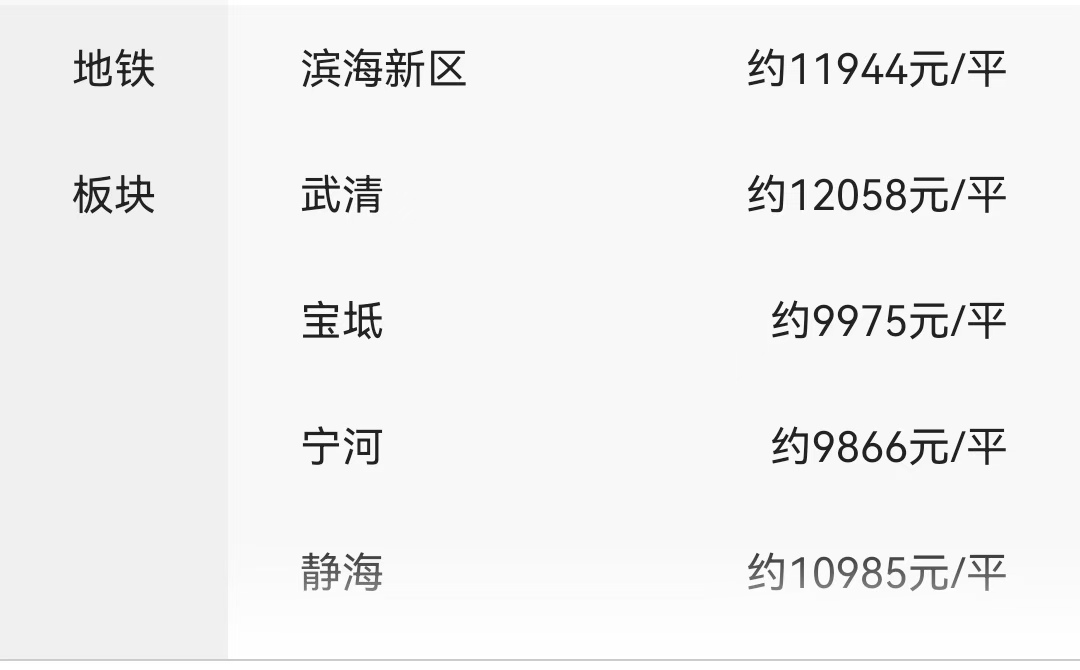 地铁
板块
滨海新区 约11944元/平
武清 约12058元/平
宝坻 约9975元/平
宁河 约9866元/平
静海 约10985元/平